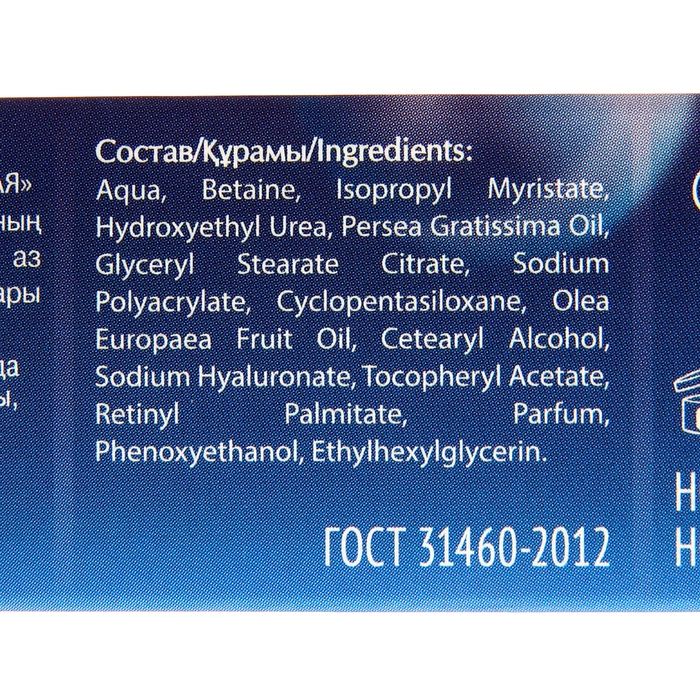 Состав/Құрамы/Ingredients:
Aqua, Betaine, Isopropyl Myristate,
Hydroxyethyl Urea, Persea Gratissima Oil,
Glyceryl Stearate Citrate, Sodium
Polyacrylate, Cyclopentasiloxane, Olea
Europaea Fruit Oil, Cetearyl Alcohol,
Sodium Hyaluronate, Tocopheryl Acetate,
Retinyl Palmitate, Parfum,
Phenoxyethanol, Ethylhexylglycerin.
ГОСТ 31460-2012
аз